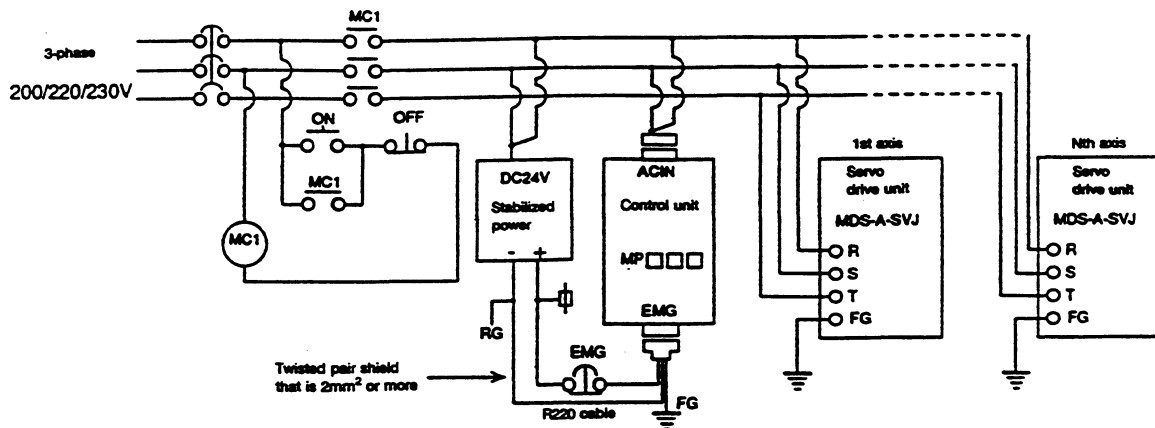 MC1
3-phase
200/220/230V
ON
OFF
MC1
MC1
DC24V
Stabilized
power
-
+
ACIN
Control unit
MP□□□
EMG
1st axis
Servo
drive unit
MDS-A-SVJ
R
S
T
FG
Nth axis
Servo
drive unit
MDS-A-SVJ
R
S
T
FG
RG
EMG
Twisted pair shield
that is 2mm² or more
R220 cable
FG